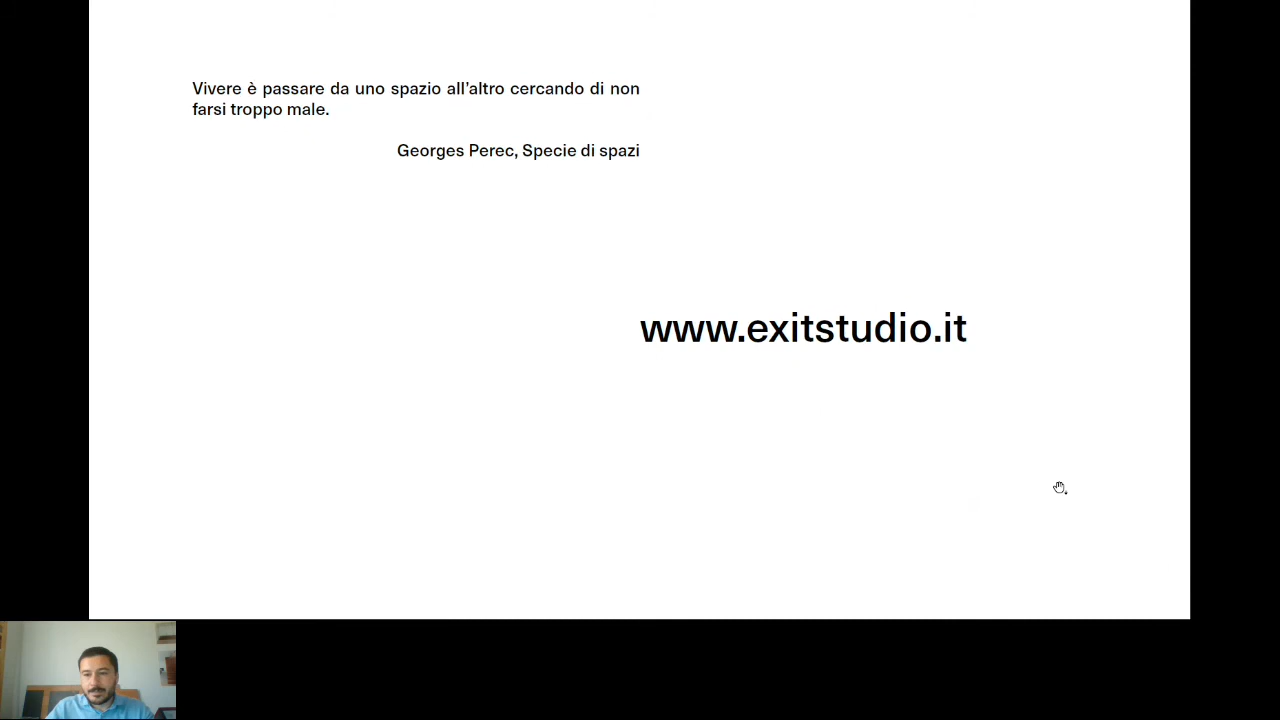 Vivere è passare da uno spazio all’altro cercando di non
farsi troppo male.
Georges Perec, Specie di spazi
www.exitstudio.it